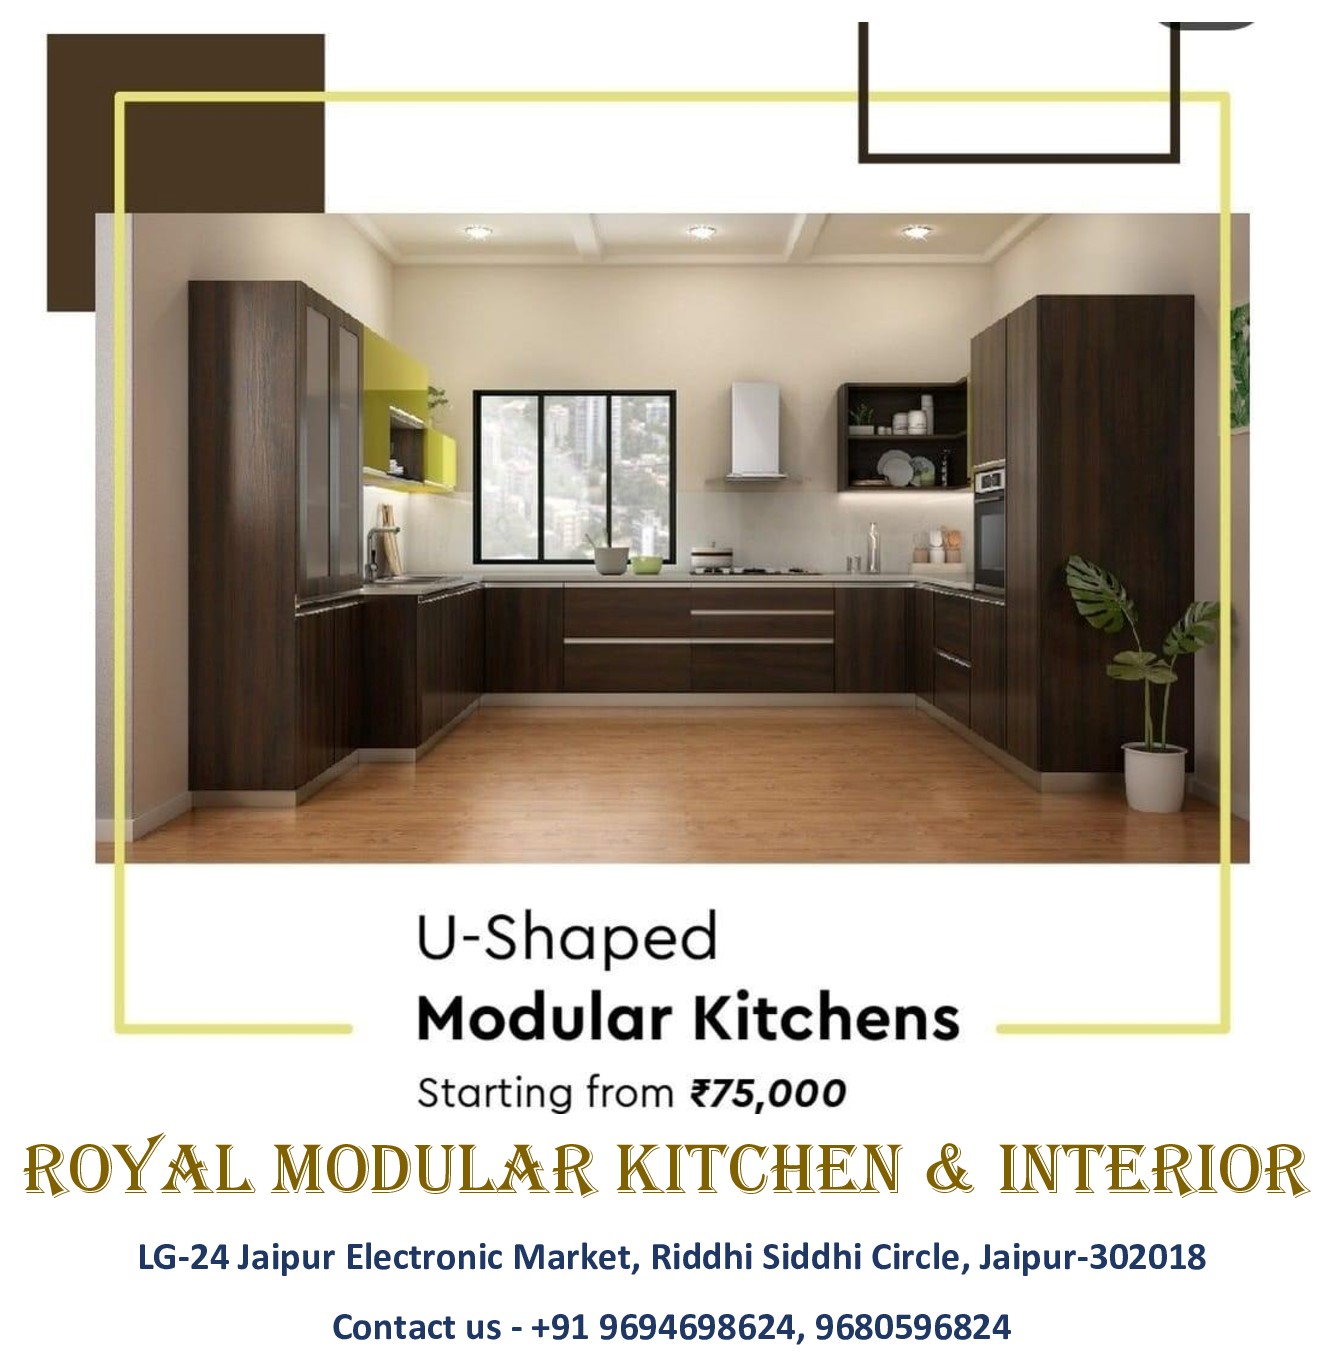 U-Shaped
Modular Kitchens
Starting from ₹75,000
ROYAL MODULAR KITCHEN & INTERIOR
LG-24 Jaipur Electronic Market, Riddhi Siddhi Circle, Jaipur-302018
Contact us - +91 9694698624, 9680596824